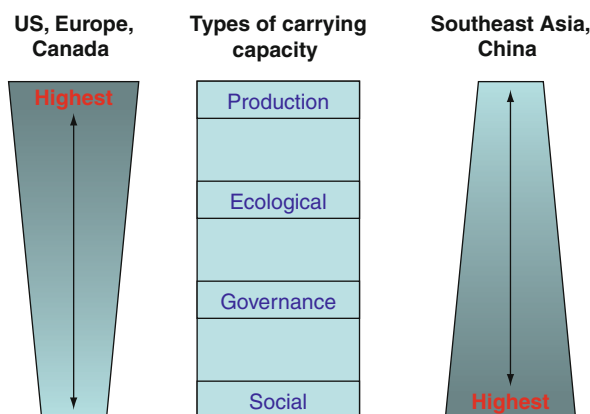 US, Europe,
Canada
Types of carrying
capacity
Southeast Asia,
China
Highest
Production
Ecological
Governance
Social
Highest